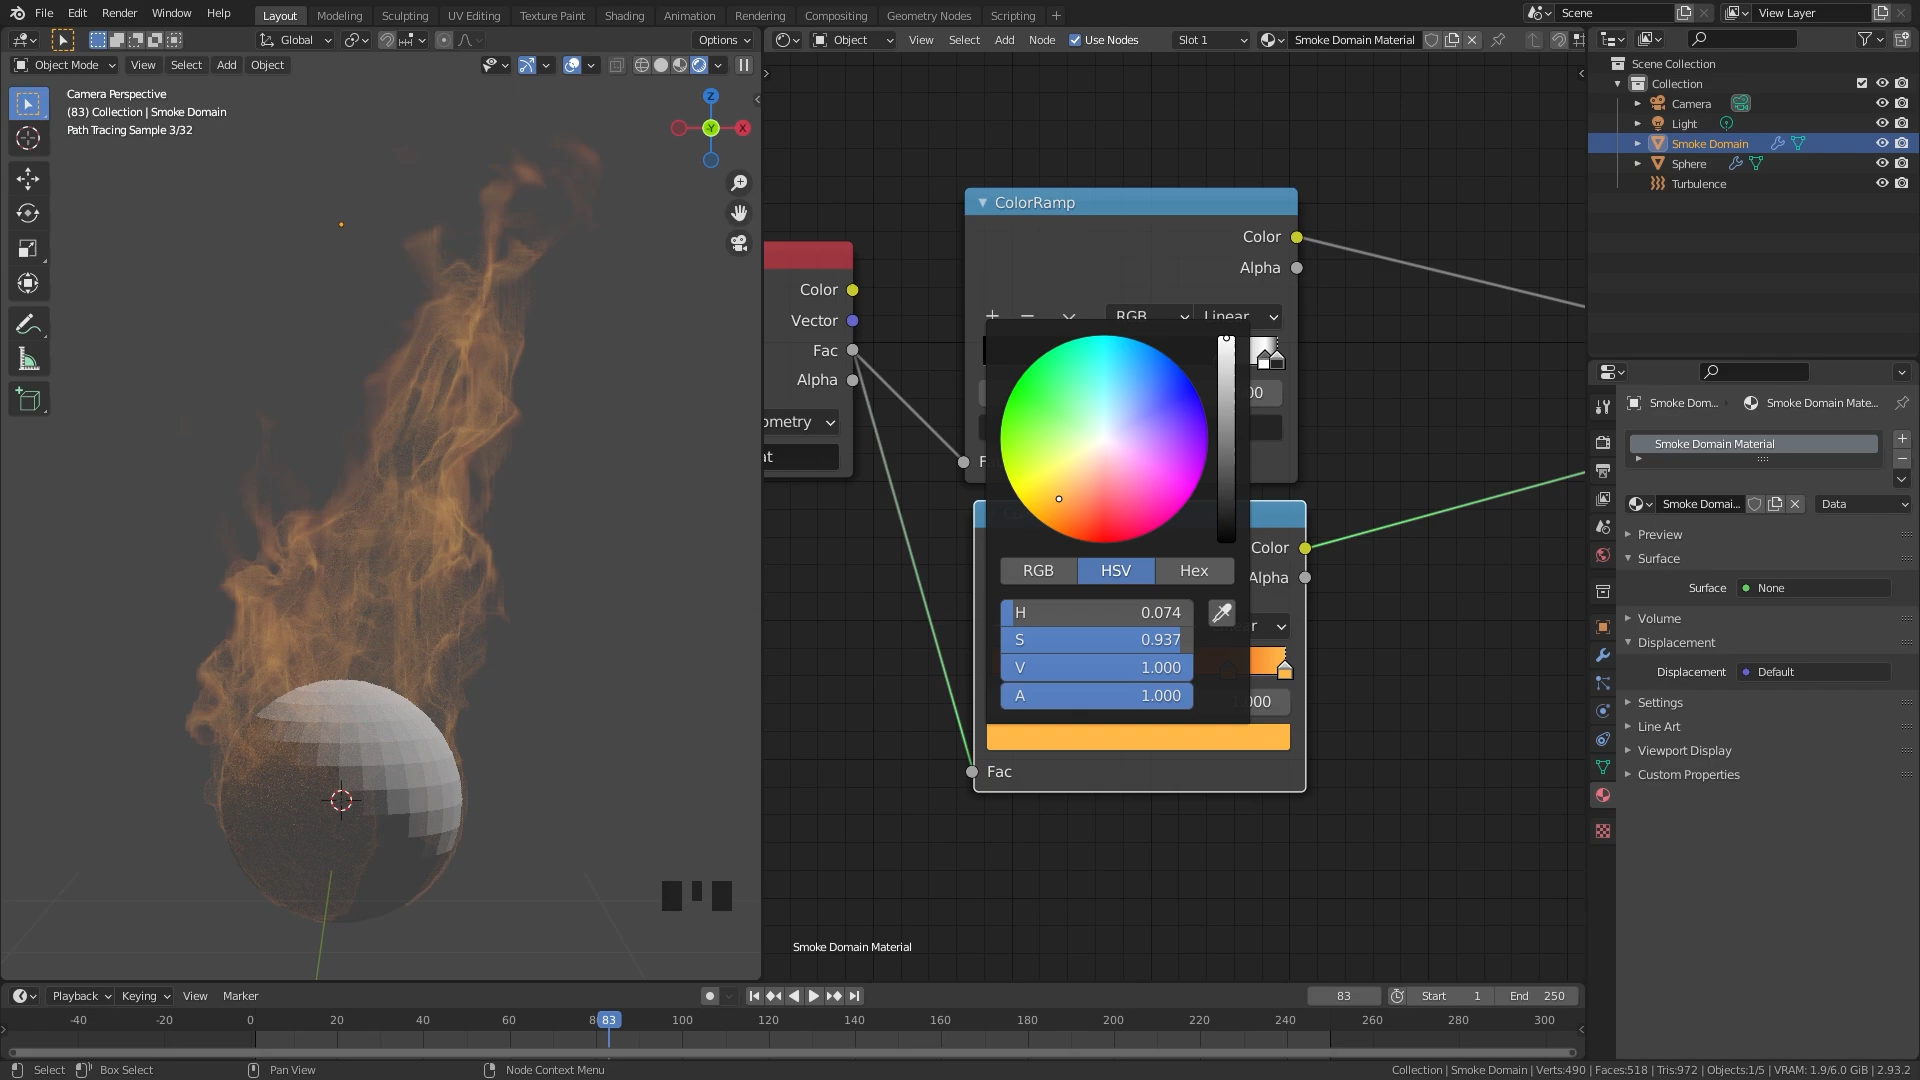 File Edit Render Window Help
Layout Modeling Sculpting UV Editing Texture Paint Shading Animation Rendering Compositing Geometry Nodes Scripting +
Scene
View Layer
Global
Options
Object
View Select Add Node
Use Nodes
Slot 1
Smoke Domain Material
Object Mode
View Select Add Object
Camera Perspective
(83) Collection | Smoke Domain
Path Tracing Sample 3/32
Z
-Y
X
Scene Collection
Collection
Camera
Light
Smoke Domain
Sphere
Turbulence
ColorRamp
Color
Alpha
RGB
Linear
Color
Vector
Fac
Alpha
ometry
at
00
F
RGB HSV Hex
H 0.074
S 0.937
V 1.000
A 1.000
Color
Alpha
ar
000
Fac
Smoke Domain Material
Smoke Dom...
Smoke Domain Mate...
Smoke Domain Material
Smoke Domai...
Data
Preview
Surface
Surface None
Volume
Displacement
Displacement Default
Settings
Line Art
Viewport Display
Custom Properties
Playback Keying View Marker
83
Start 1
End 250
-40 -20 0 20 40 60 8 83 100 120 140 160 180 200 220 240 260 280 300
Select Box Select Pan View Node Context Menu
Collection | Smoke Domain | Verts:490 | Faces:518 | Tris:972 | Objects:1/5 | VRAM: 1.9/6.0 GiB | 2.93.2